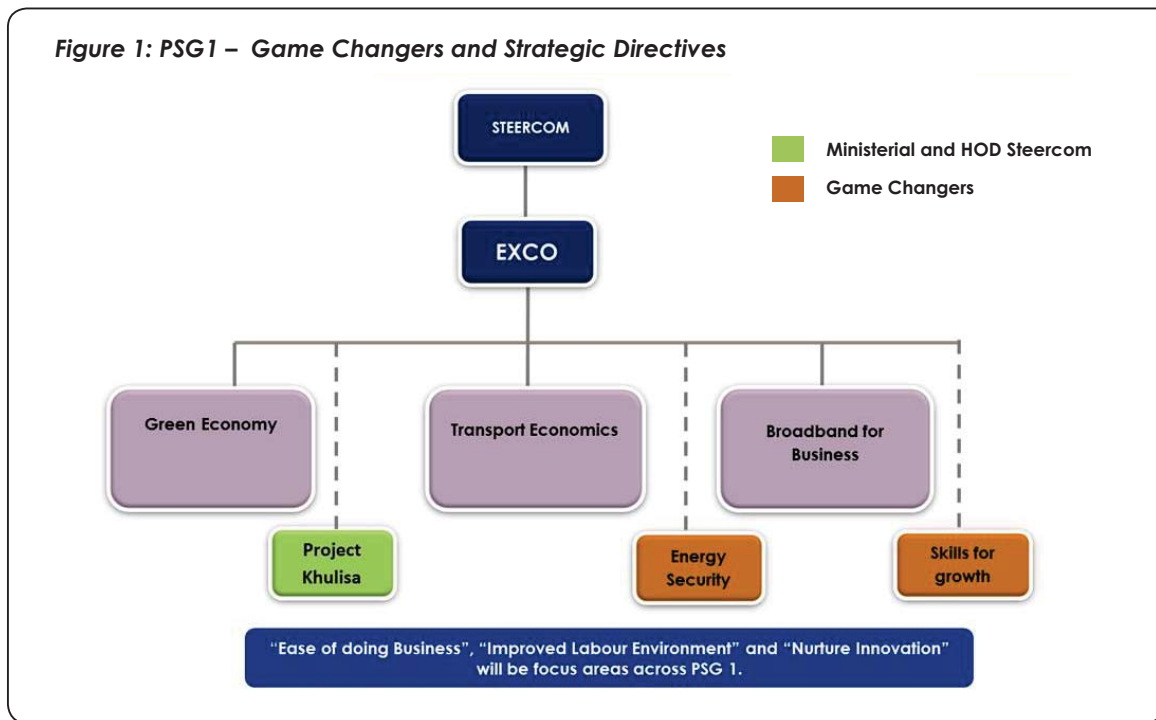 Figure 1: PSG1 – Game Changers and Strategic Directives
STEERCOM
Ministerial and HOD Steercom
Game Changers
EXCO
Green Economy
Transport Economics
Broadband for
Business
Project
Khulisa
Energy
Security
Skills for
growth
“Ease of doing Business”, “Improved Labour Environment” and “Nurture Innovation”
will be focus areas across PSG 1.